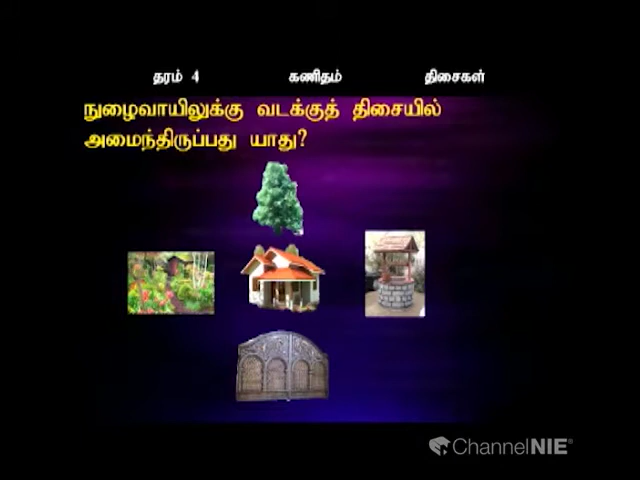 தரம் 4 கணிதம் திசைகள்
நுழைவாயிலுக்கு வடக்குத் திசையில்
அமைந்திருப்பது யாது?
ChannelNIE